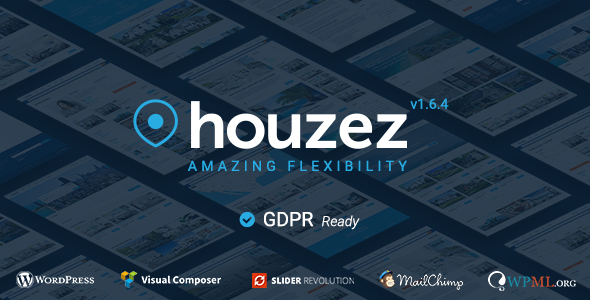 houzez
v1.6.4
AMAZING FLEXIBILITY
GDPR Ready
WORDPRESS Visual Composer SLIDER REVOLUTION MailChimp WPML.ORG